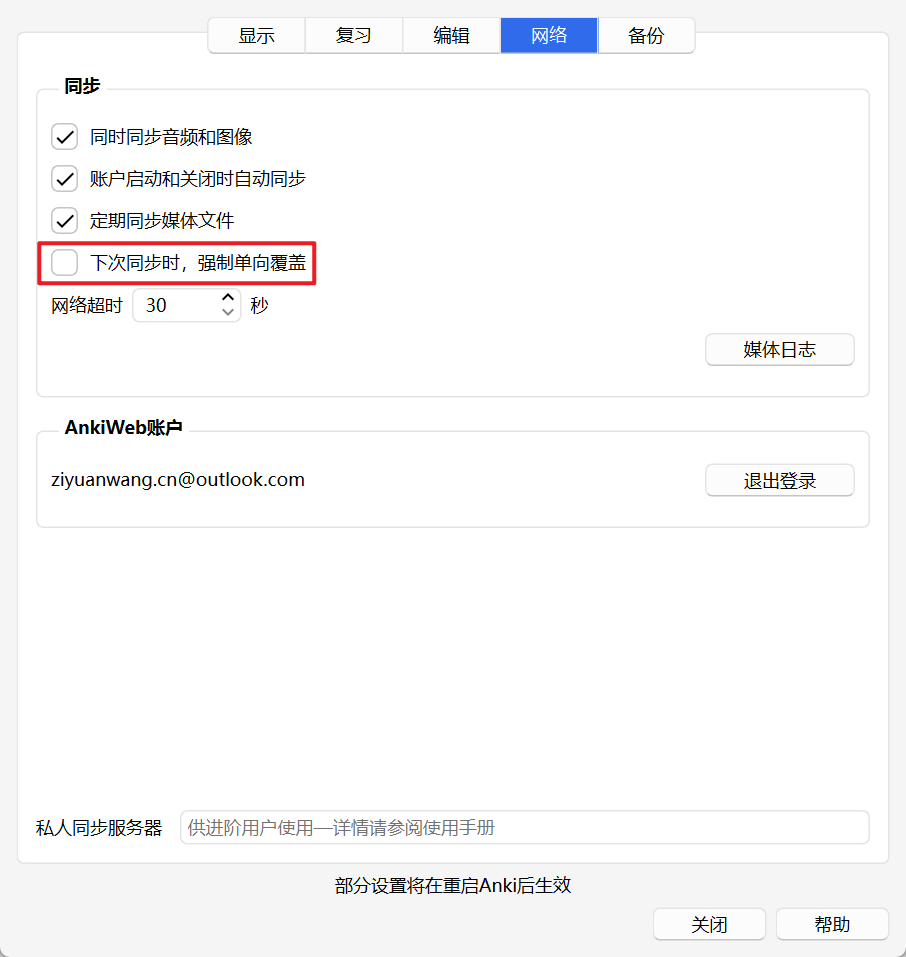 显示 复习 编辑 网络 备份
同步
同时同步音频和图像
账户启动和关闭时自动同步
定期同步媒体文件
下次同步时，强制单向覆盖
网络超时 30 秒
媒体日志
AnkiWeb账户
ziyuanwang.cn@outlook.com 退出登录
私人同步服务器 供进阶用户使用—详情请参阅使用手册
部分设置将在重启Anki后生效
关闭 帮助